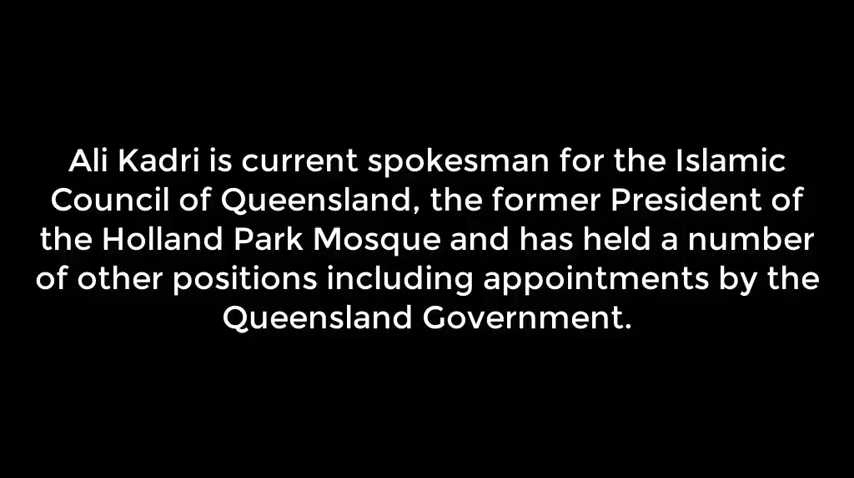 Ali Kadri is current spokesman for the Islamic
Council of Queensland, the former President of
the Holland Park Mosque and has held a number
of other positions including appointments by the
Queensland Government.